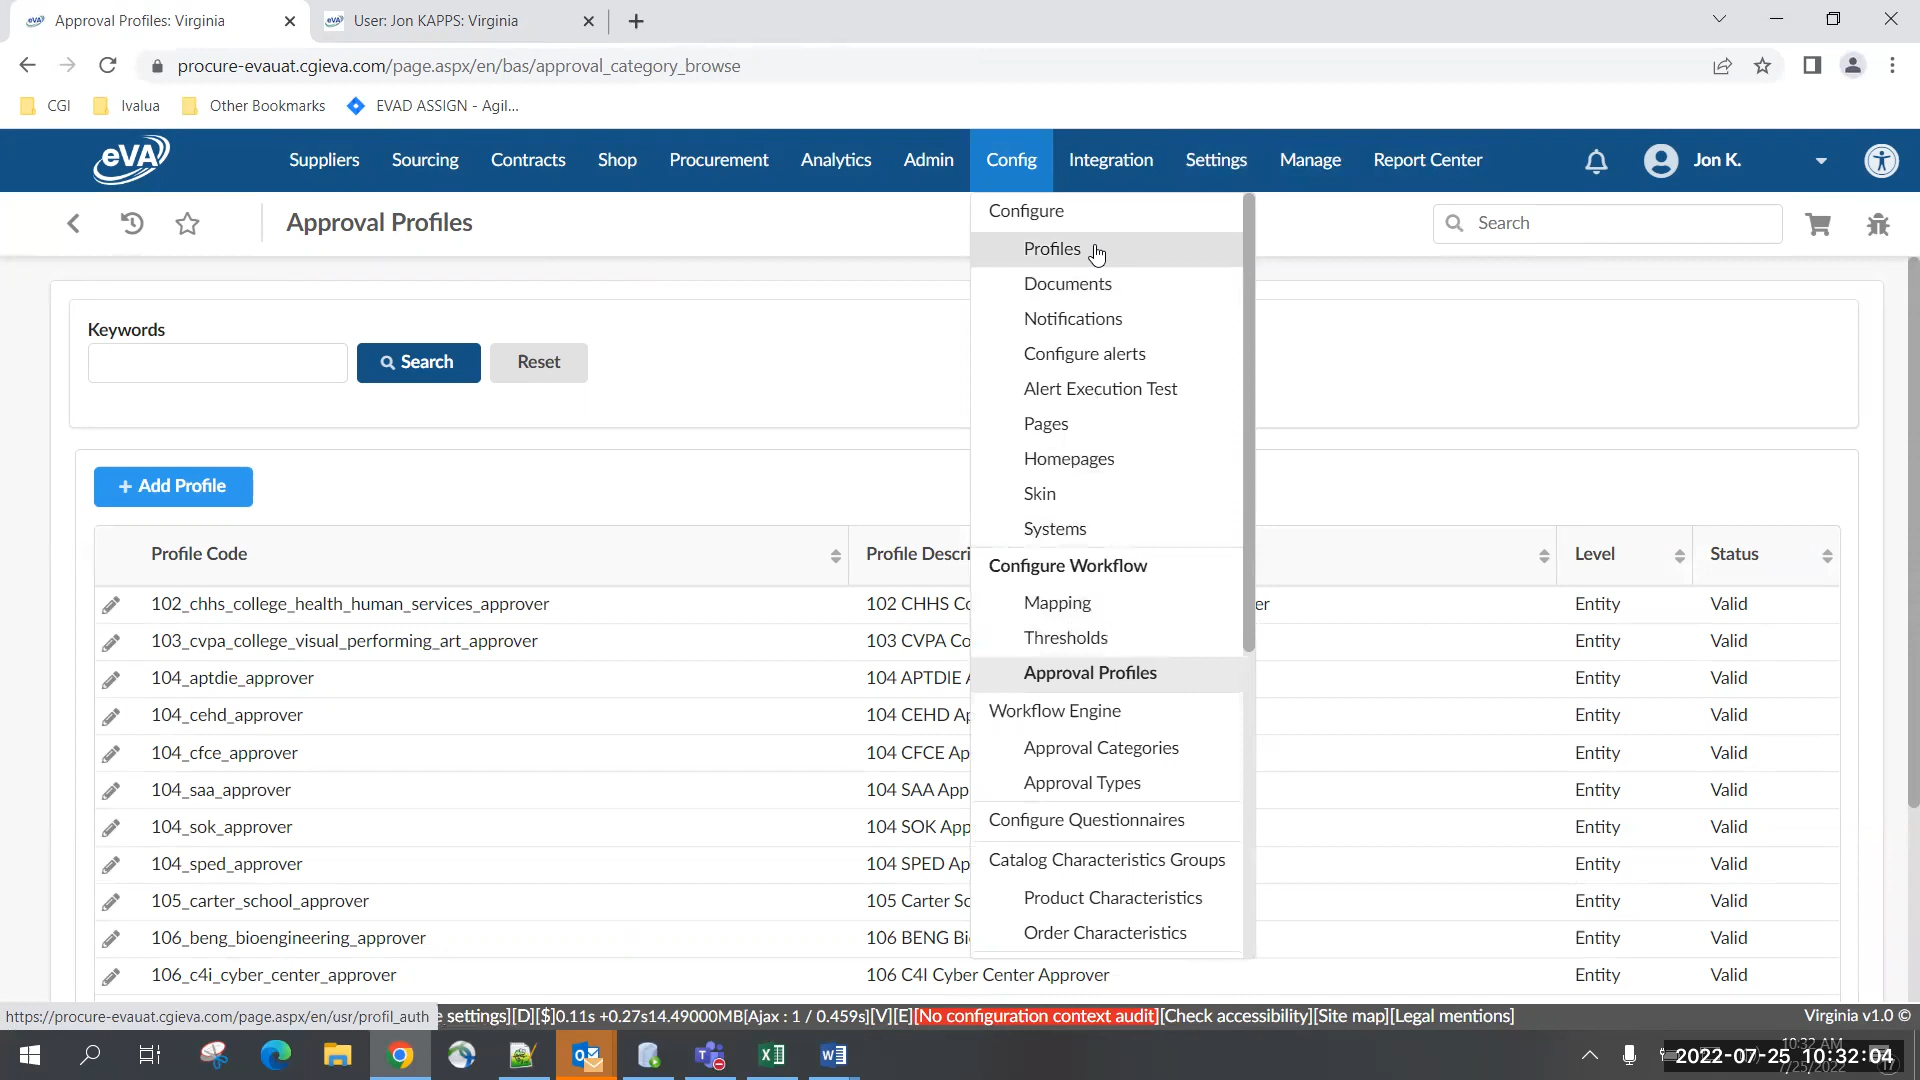 Approval Profiles: Virginia
User: Jon KAPPS: Virginia
procure-evauat.cgieva.com/page.aspx/en/bas/approval_category_browse
CGI Ivalua Other Bookmarks EVAD ASSIGN - Agil...
eVA Suppliers Sourcing Contracts Shop Procurement Analytics Admin Config Integration Settings Manage Report Center Jon K.
Approval Profiles
Search
Configure
Profiles
Documents
Notifications
Configure alerts
Alert Execution Test
Pages
Homepages
Skin
Systems
Configure Workflow
Mapping
Thresholds
Approval Profiles
Workflow Engine
Approval Categories
Approval Types
Configure Questionnaires
Catalog Characteristics Groups
Product Characteristics
Order Characteristics
Keywords
Search Reset
+ Add Profile
Profile Code Profile Descri Level Status
102_chhs_college_health_human_services_approver 102 CHHS Co er Entity Valid
103_cvpa_college_visual_performing_art_approver 103 CVPA Co Entity Valid
104_aptdie_approver 104 APTDIE A Entity Valid
104_cehd_approver 104 CEHD Ap Entity Valid
104_cfce_approver 104 CFCE Ap Entity Valid
104_saa_approver 104 SAA App Entity Valid
104_sok_approver 104 SOK App Entity Valid
104_sped_approver 104 SPED Ap Entity Valid
105_carter_school_approver 105 Carter Sc Entity Valid
106_beng_bioengineering_approver 106 BENG Bi Entity Valid
106_c4i_cyber_center_approver 106 C4I Cyber Center Approver Entity Valid
https://procure-evauat.cgieva.com/page.aspx/en/usr/profil_auth e settings][D][$]0.11s +0.27s14.49000MB[Ajax : 1 / 0.459s][V][E][No configuration context audit][Check accessibility][Site map][Legal mentions] Virginia v1.0 ©
10:32 AM
2022-07-25 10:32:04
7/25/2022